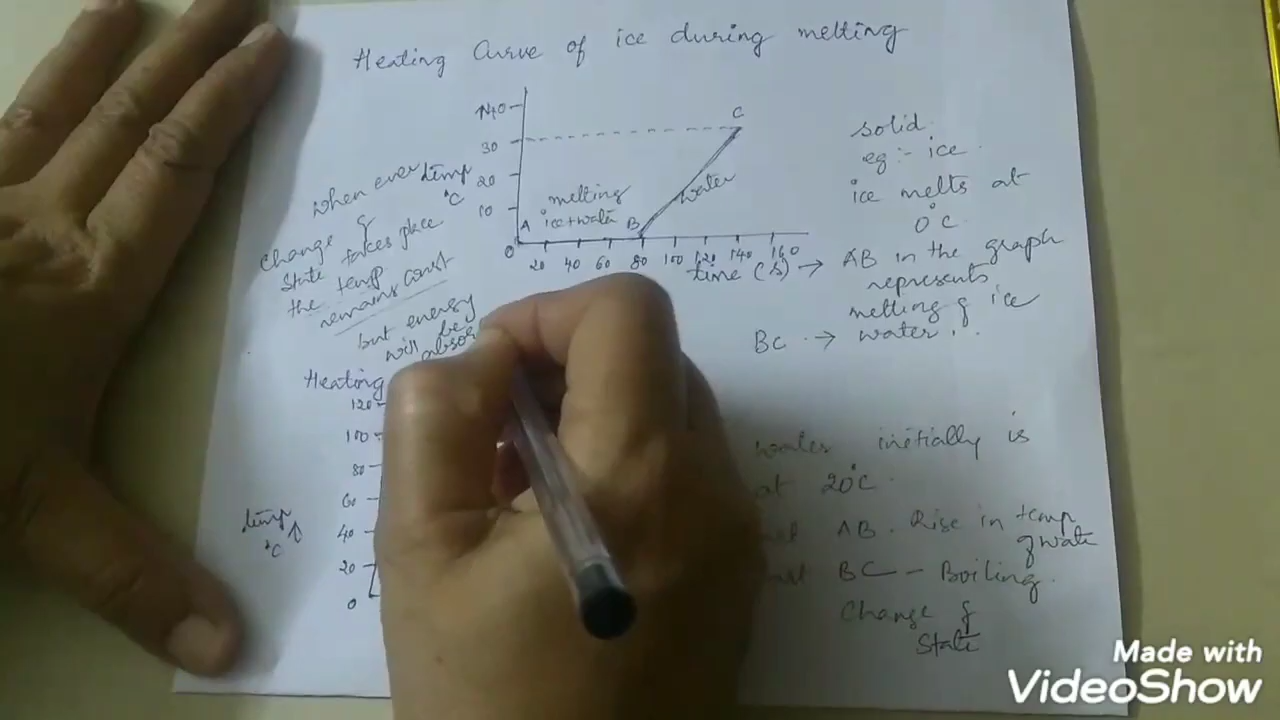 Heating Curve of ice during melting
40
30
20
10
0
temp
°C
A
melting
ice+water
B
C
water
20 40 60 80 100 120 140 160
time (s) →
when ever
change of
state takes place
the temp
remains const
but energy
will be
absor
solid
eg :- ice
ice melts at
0°C
AB in the graph
represents
melting of ice
BC → water
Heating
120
100
80
60
40
20
0
temp ↑
°C
water initially is
at 20°C
AB. Rise in temp
of water
BC - Boiling.
Change of
state
Made with
VideoShow